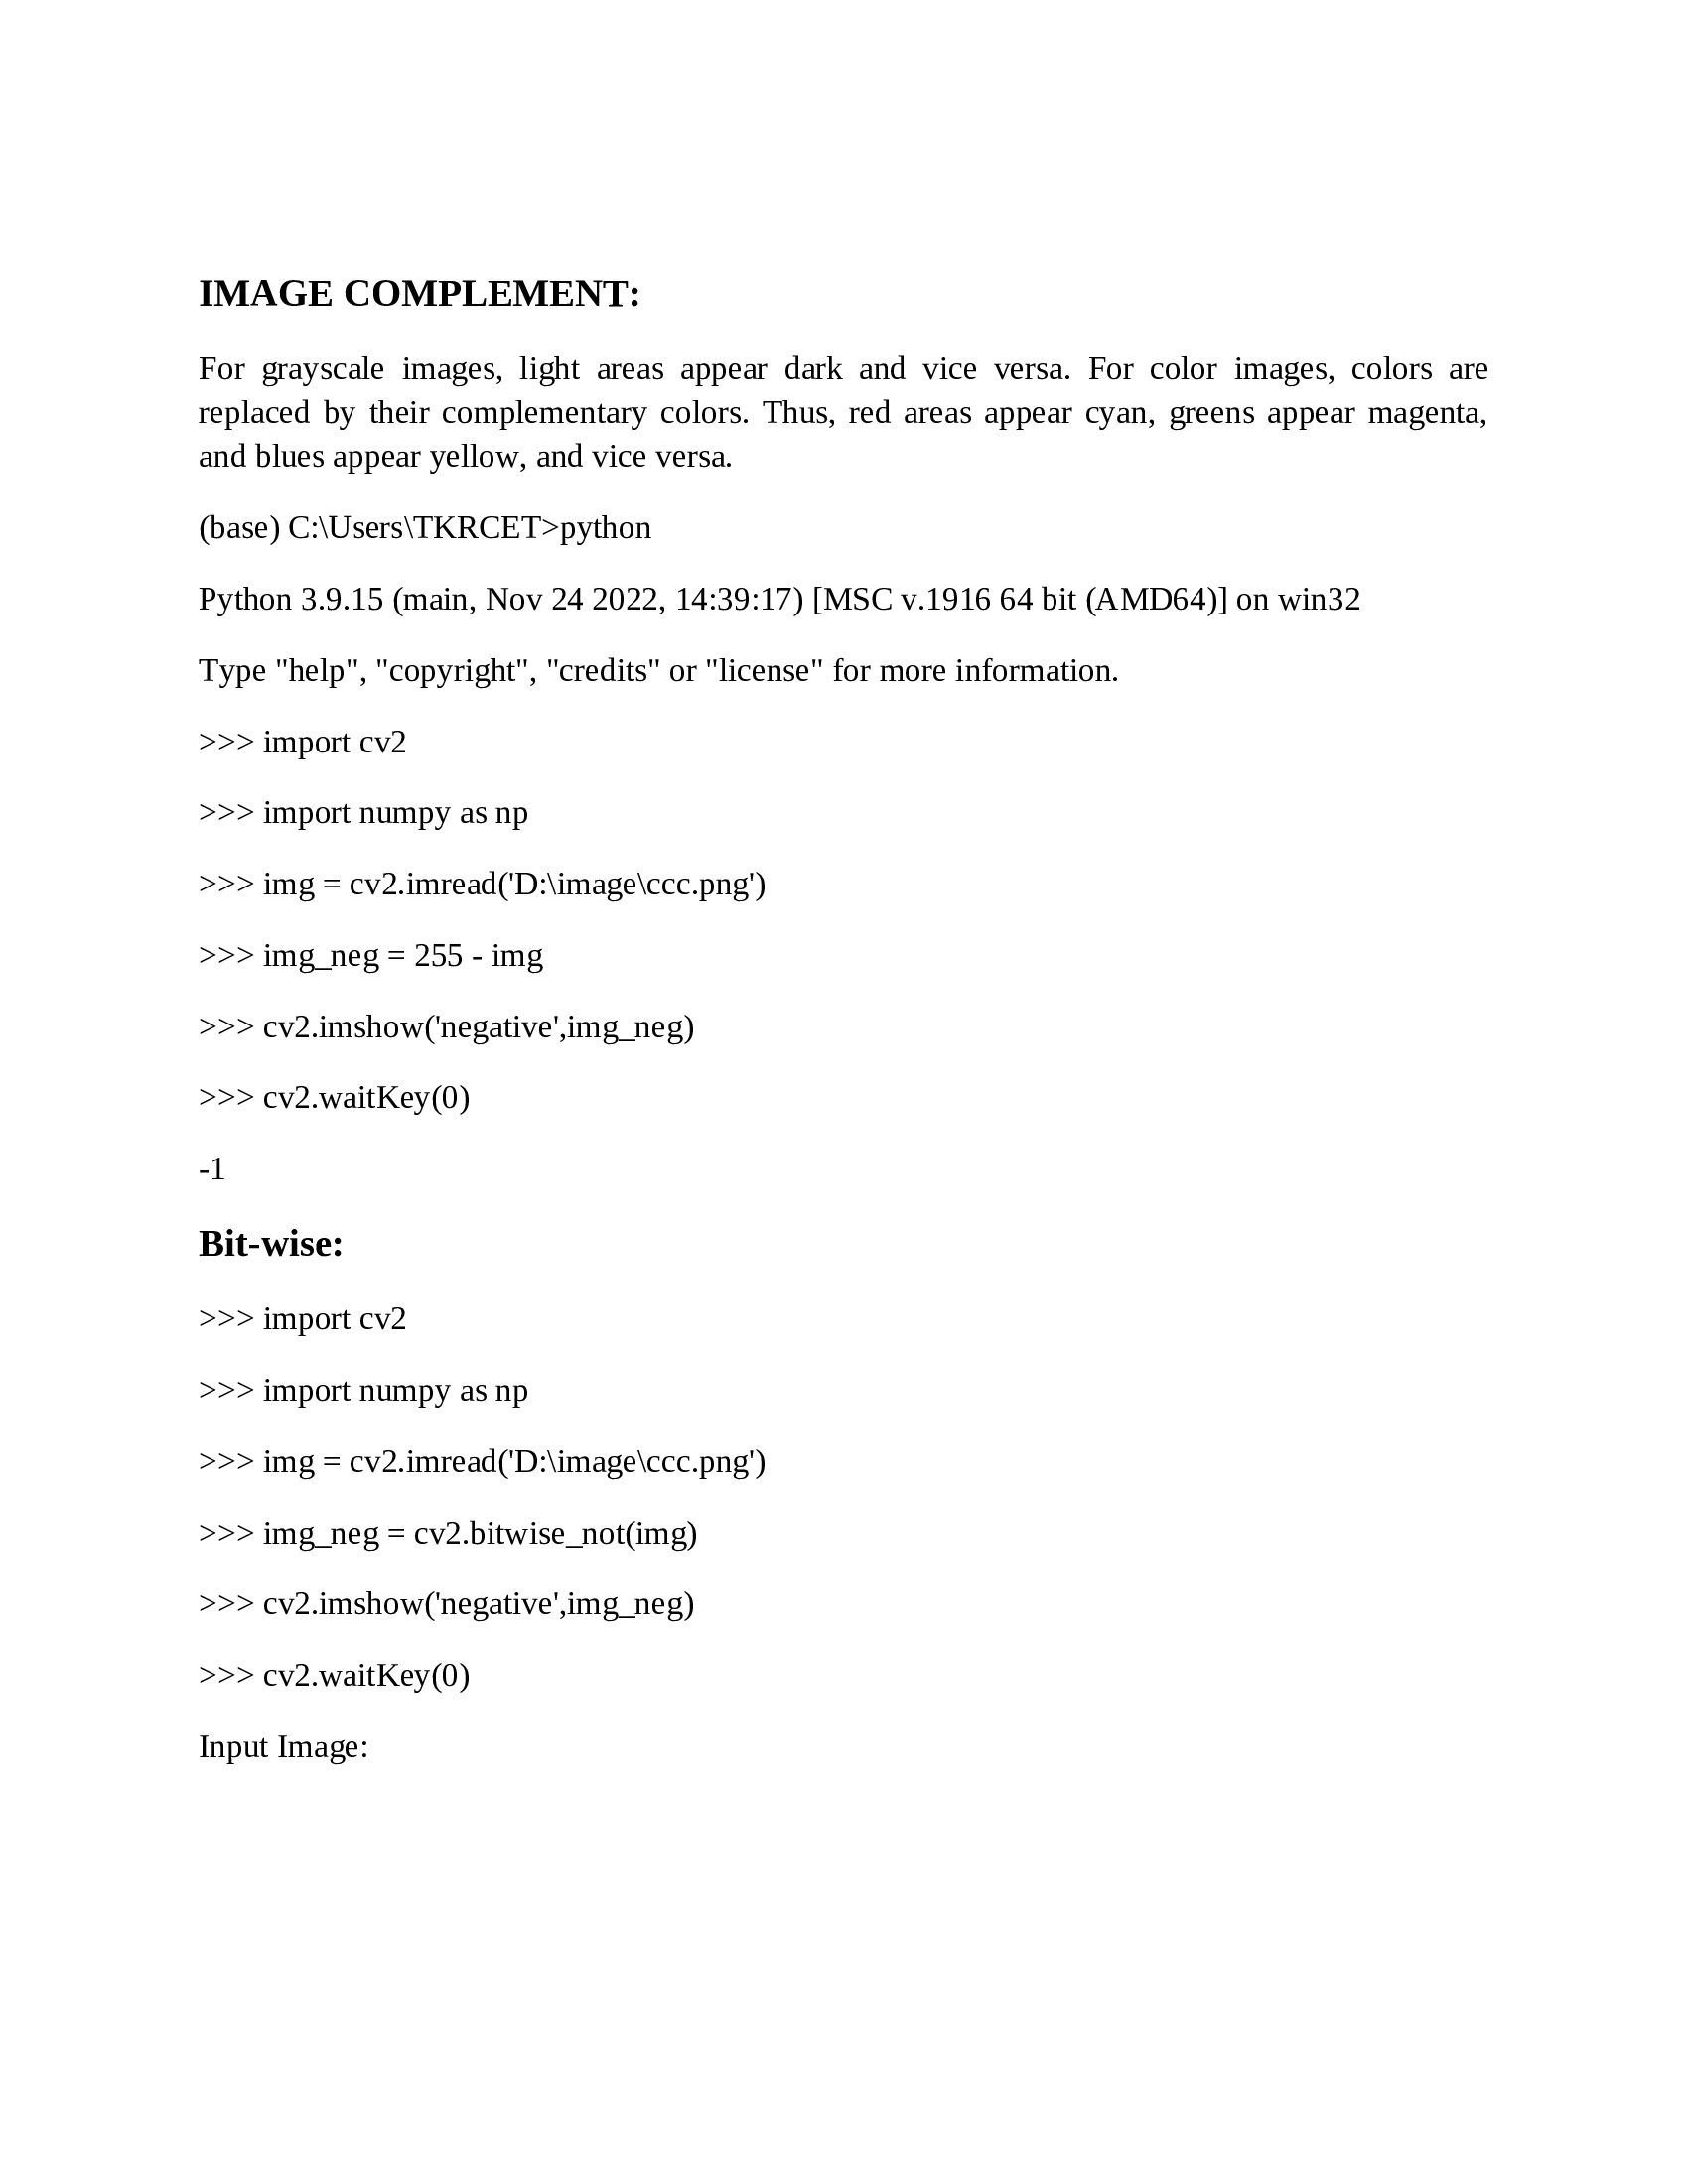 IMAGE COMPLEMENT:
For grayscale images, light areas appear dark and vice versa. For color images, colors are
replaced by their complementary colors. Thus, red areas appear cyan, greens appear magenta,
and blues appear yellow, and vice versa.
(base) C:\Users\TKRCET>python
Python 3.9.15 (main, Nov 24 2022, 14:39:17) [MSC v.1916 64 bit (AMD64)] on win32
Type "help", "copyright", "credits" or "license" for more information.
>>> import cv2
>>> import numpy as np
>>> img = cv2.imread('D:\image\ccc.png')
>>> img_neg = 255 - img
>>> cv2.imshow('negative',img_neg)
>>> cv2.waitKey(0)
-1
Bit-wise:
>>> import cv2
>>> import numpy as np
>>> img = cv2.imread('D:\image\ccc.png')
>>> img_neg = cv2.bitwise_not(img)
>>> cv2.imshow('negative',img_neg)
>>> cv2.waitKey(0)
Input Image: